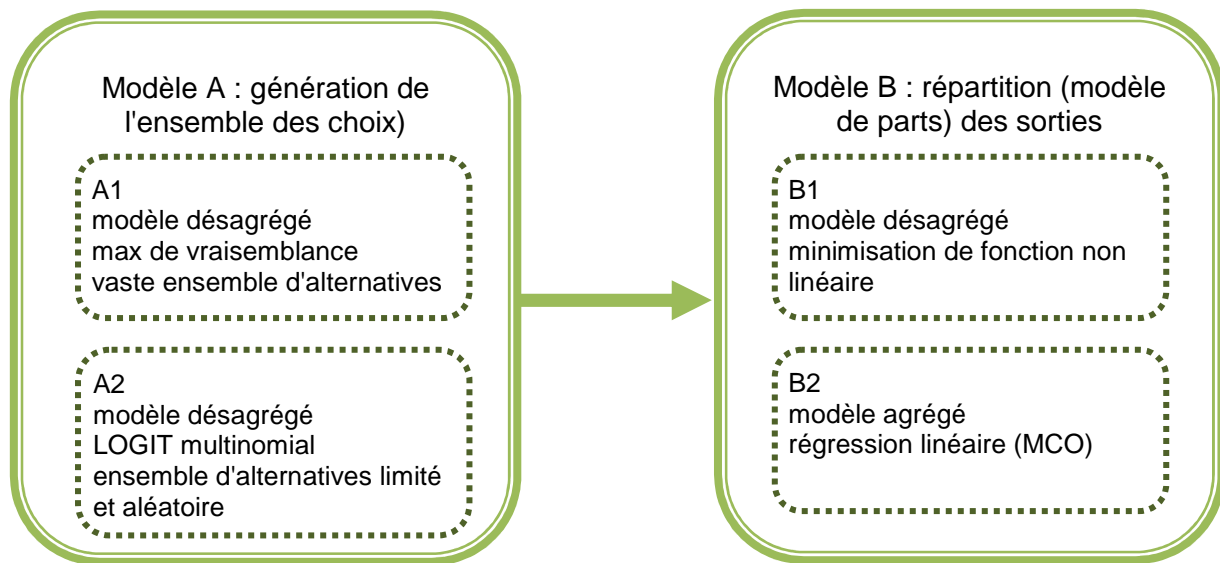 Modèle A : génération de
l'ensemble des choix)
A1
modèle désagrégé
max de vraisemblance
vaste ensemble d'alternatives
A2
modèle désagrégé
LOGIT multinomial
ensemble d'alternatives limité
et aléatoire
Modèle B : répartition (modèle
de parts) des sorties
B1
modèle désagrégé
minimisation de fonction non
linéaire
B2
modèle agrégé
régression linéaire (MCO)